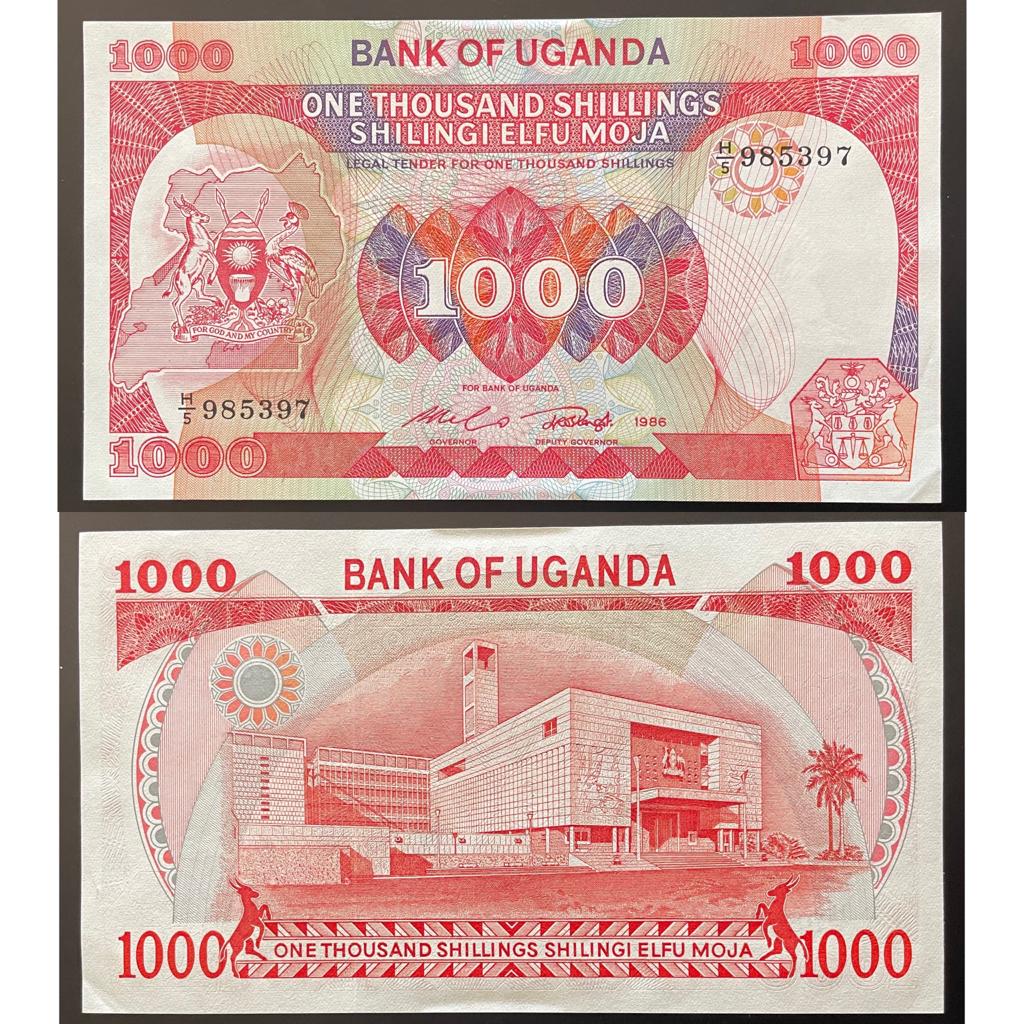 1000 BANK OF UGANDA 1000
ONE THOUSAND SHILLINGS
SHILINGI ELFU MOJA
LEGAL TENDER FOR ONE THOUSAND SHILLINGS
H/5 985397
1000
FOR GOD AND MY COUNTRY
FOR BANK OF UGANDA
H/5 985397
1986
GOVERNOR DEPUTY GOVERNOR
1000
1000 BANK OF UGANDA 1000
1000 ONE THOUSAND SHILLINGS SHILINGI ELFU MOJA 1000